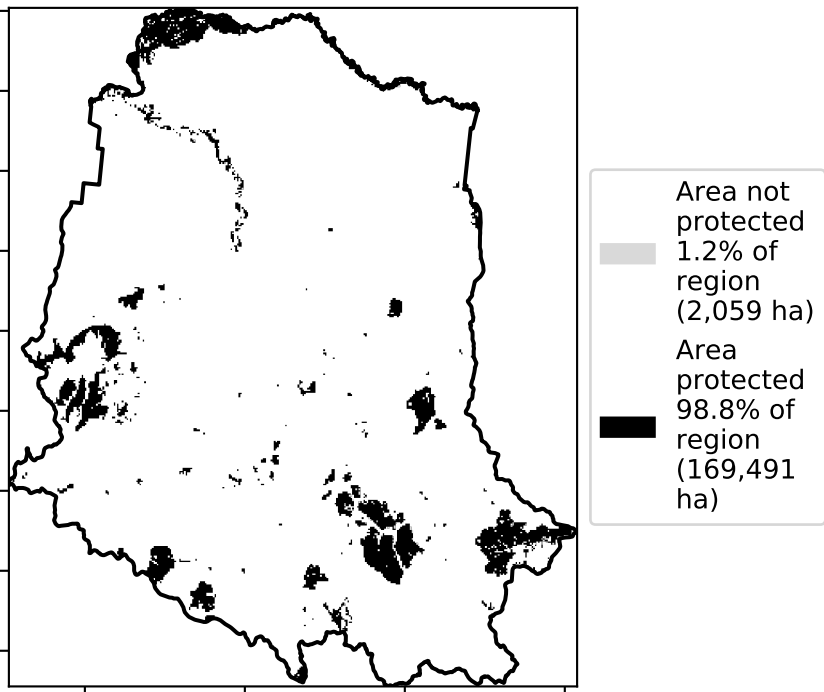 Area not
protected
1.2% of
region
(2,059 ha)
Area
protected
98.8% of
region
(169,491
ha)